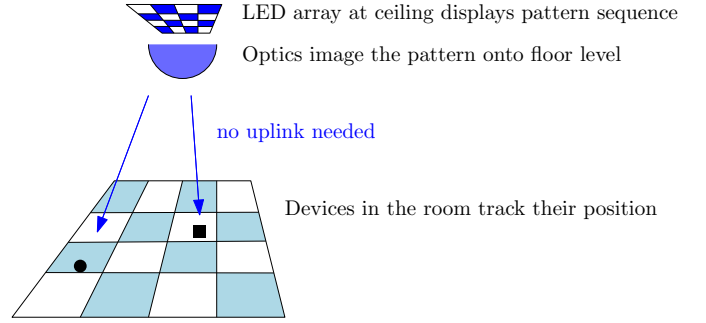 LED array at ceiling displays pattern sequence
Optics image the pattern onto floor level
no uplink needed
Devices in the room track their position